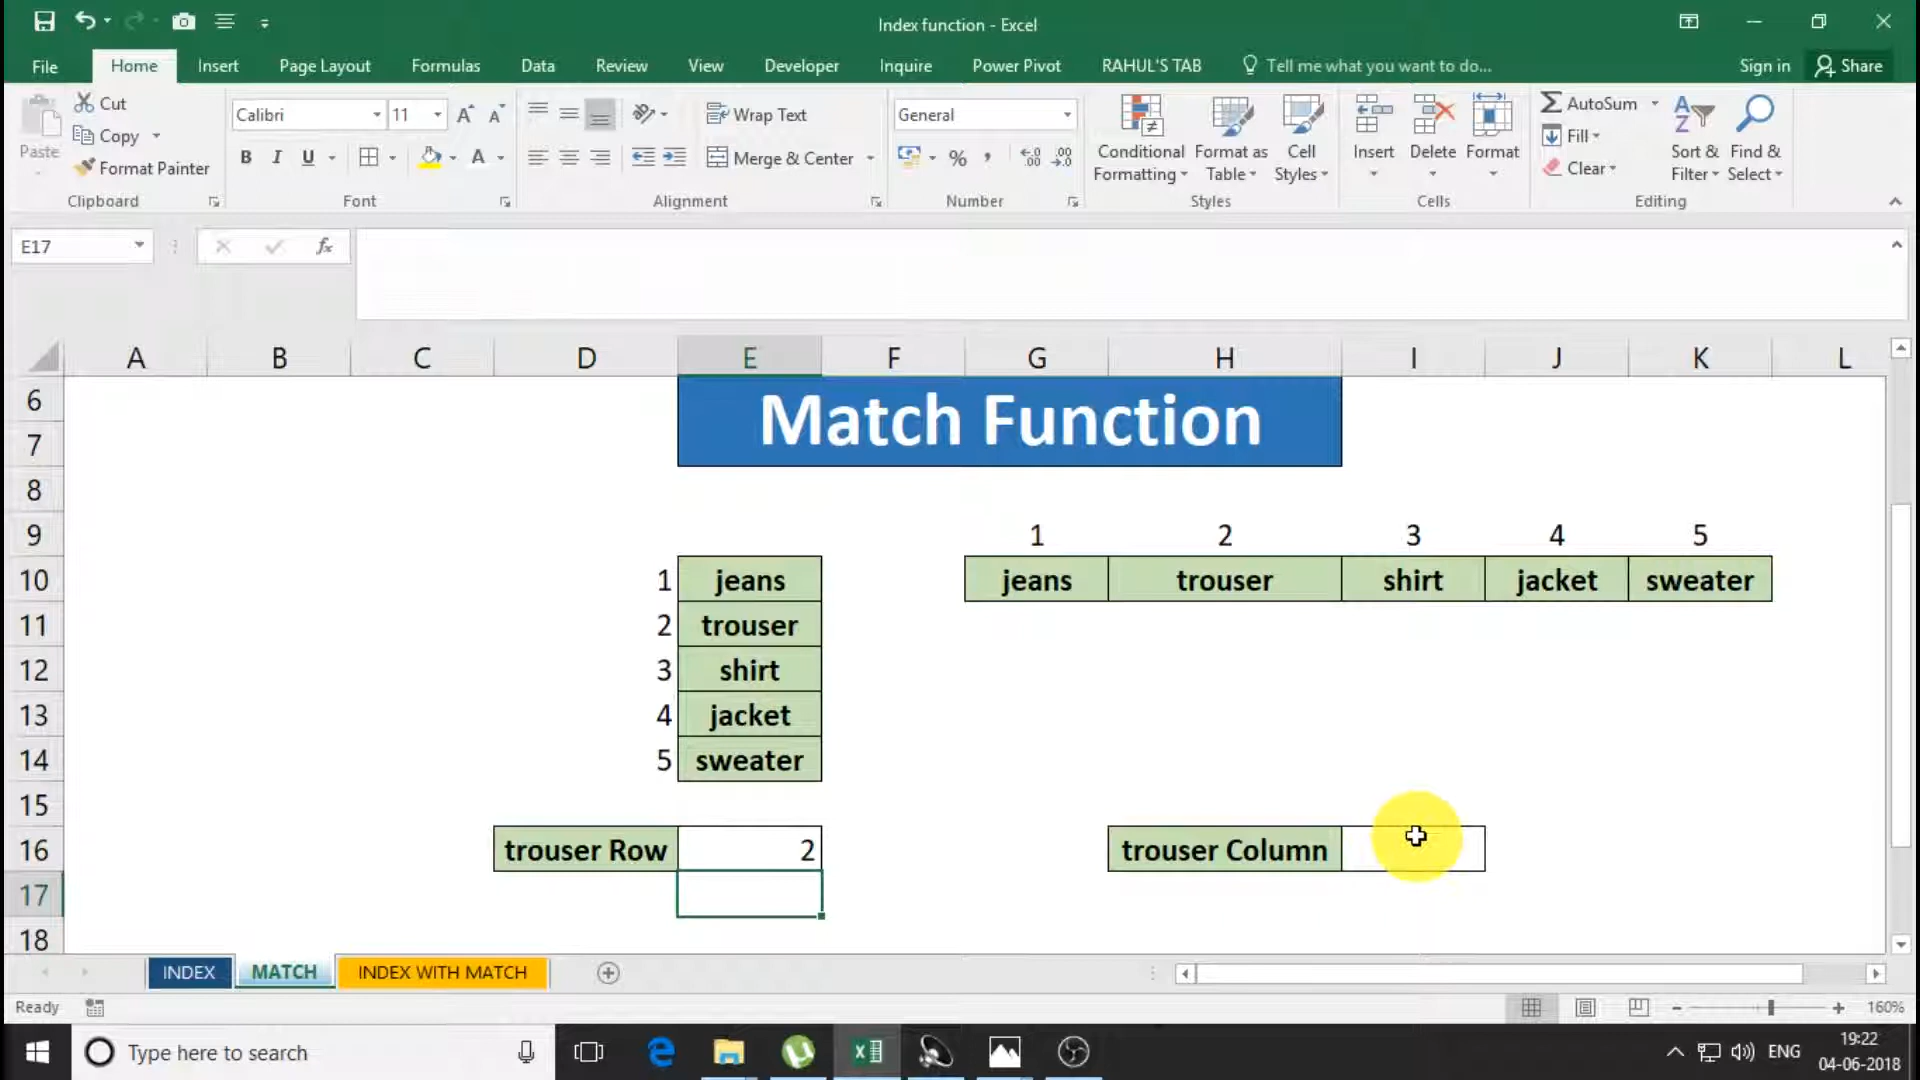 Index function - Excel
File Home Insert Page Layout Formulas Data Review View Developer Inquire Power Pivot RAHUL'S TAB Tell me what you want to do... Sign in Share
Paste
Cut
Copy
Format Painter
Clipboard
Calibri 11
B I U A
Font
Wrap Text
Merge & Center
Alignment
General
% ,
Number
Conditional Formatting
Format as Table
Cell Styles
Styles
Insert Delete Format
Cells
AutoSum
Fill
Clear
Sort & Filter
Find & Select
Editing
E17 fx
A B C D E F G H I J K L
6 Match Function
7
8
9 1 2 3 4 5
10 1 jeans jeans trouser shirt jacket sweater
11 2 trouser
12 3 shirt
13 4 jacket
14 5 sweater
15
16 trouser Row 2 trouser Column
17
18
INDEX MATCH INDEX WITH MATCH
Ready 160%
Type here to search ENG 19:22
04-06-2018